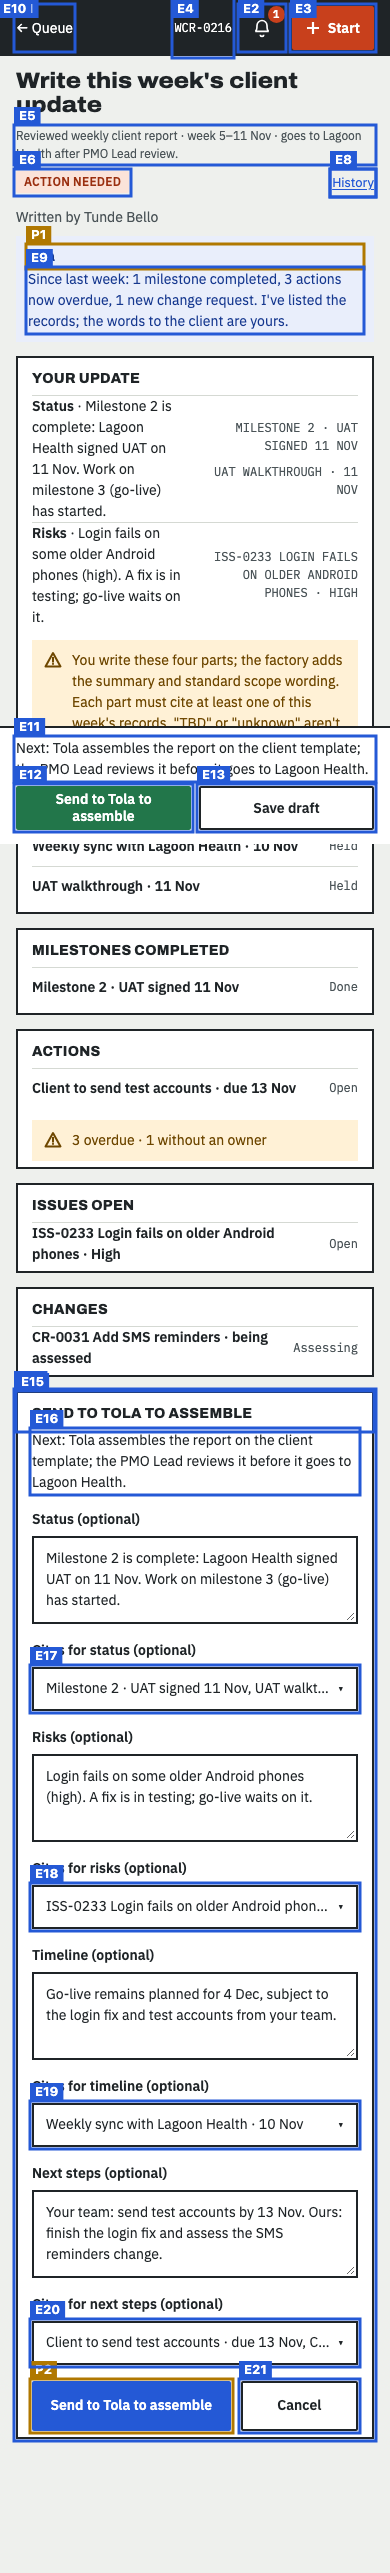 E10
← Queue
E4
WCR-0216
E2
1
E3
+ Start
Write this week's client
update
E5
Reviewed weekly client report · week 5–11 Nov · goes to Lagoon
Health after PMO Lead review.
E6
ACTION NEEDED
E8
History
Written by Tunde Bello
P1
E9
Since last week: 1 milestone completed, 3 actions
now overdue, 1 new change request. I've listed the
records; the words to the client are yours.
YOUR UPDATE
Status · Milestone 2 is
complete: Lagoon
Health signed UAT on
11 Nov. Work on
milestone 3 (go-live)
has started.
MILESTONE 2 · UAT
SIGNED 11 NOV
UAT WALKTHROUGH · 11
NOV
Risks · Login fails on
some older Android
phones (high). A fix is in
testing; go-live waits on
it.
ISS-0233 LOGIN FAILS
ON OLDER ANDROID
PHONES · HIGH
You write these four parts; the factory adds
the summary and scope wording.
Each part must cite at least one of this
week's records. "TBD" or "unknown" aren't
E11
Next: Tola assembles the report on the client template;
the PMO Lead reviews it before it goes to Lagoon Health.
E12
Send to Tola to
assemble
E13
Save draft
Weekly sync with Lagoon Health · 10 Nov
Held
UAT walkthrough · 11 Nov
Held
MILESTONES COMPLETED
Milestone 2 · UAT signed 11 Nov
Done
ACTIONS
Client to send test accounts · due 13 Nov
Open
3 overdue · 1 without an owner
ISSUES OPEN
ISS-0233 Login fails on older Android
phones · High
Open
CHANGES
CR-0031 Add SMS reminders · being
assessed
Assessing
E15
SEND TO TOLA TO ASSEMBLE
E16
Next: Tola assembles the report on the client
template; the PMO Lead reviews it before it goes to
Lagoon Health.
Status (optional)
Milestone 2 is complete: Lagoon Health signed
UAT on 11 Nov. Work on milestone 3 (go-live)
has started.
Cites for status (optional)
E17
Milestone 2 · UAT signed 11 Nov, UAT walkt...
Risks (optional)
Login fails on some older Android phones
(high). A fix is in testing; go-live waits on it.
Cites for risks (optional)
E18
ISS-0233 Login fails on older Android phon...
Timeline (optional)
Go-live remains planned for 4 Dec, subject to
the login fix and test accounts from your team.
Cites for timeline (optional)
E19
Weekly sync with Lagoon Health · 10 Nov
Next steps (optional)
Your team: send test accounts by 13 Nov. Ours:
finish the login fix and assess the SMS
reminders change.
Cites for next steps (optional)
E20
Client to send test accounts · due 13 Nov, C...
P2
Send to Tola to assemble
E21
Cancel